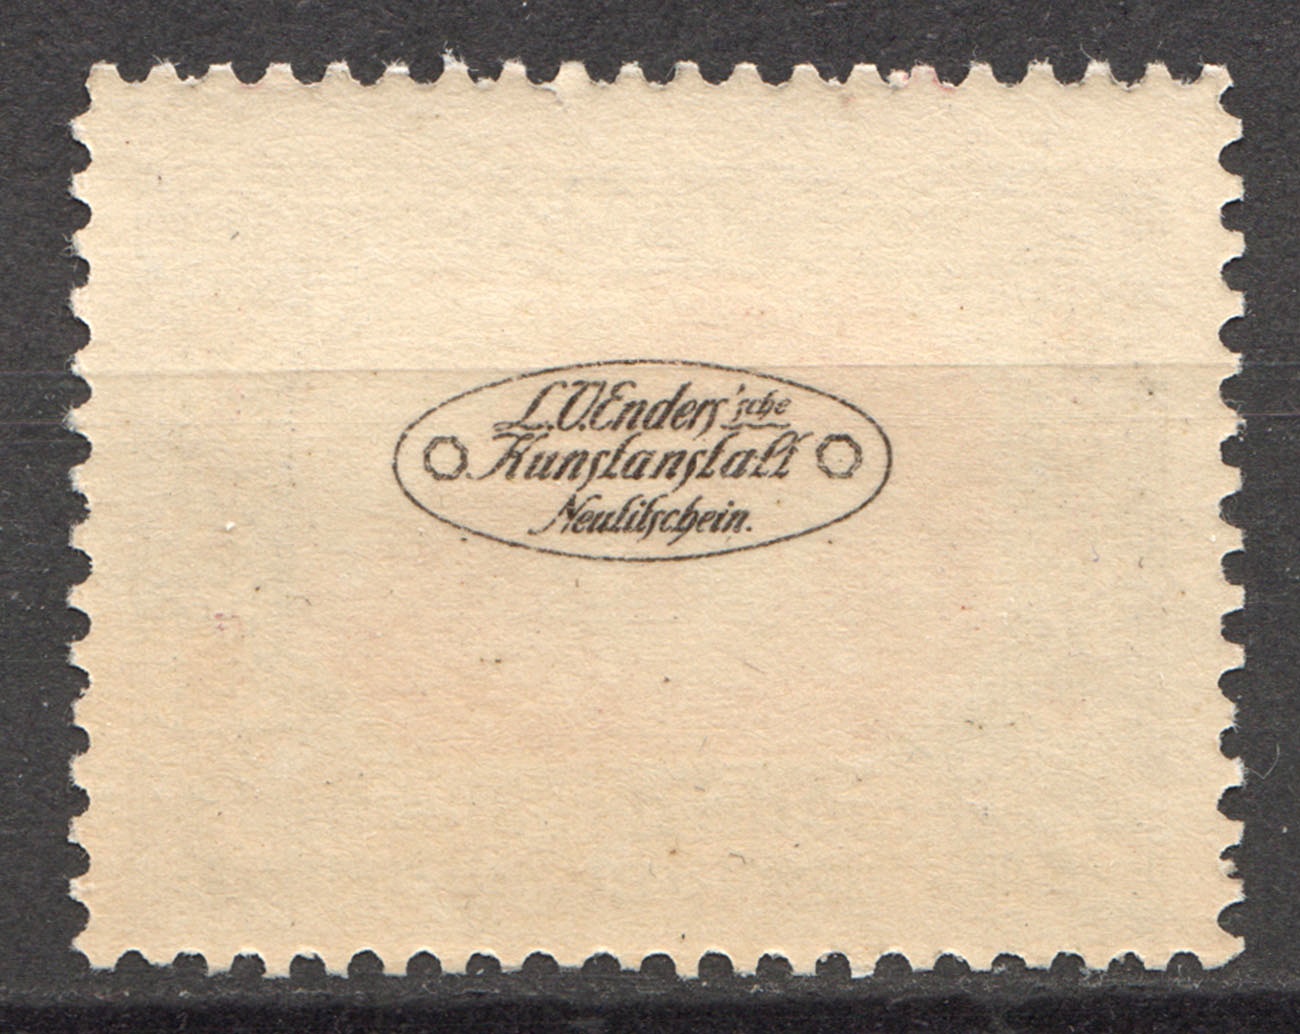 L.V.Enders'sche
Kunstanstalt
Neutitschein.